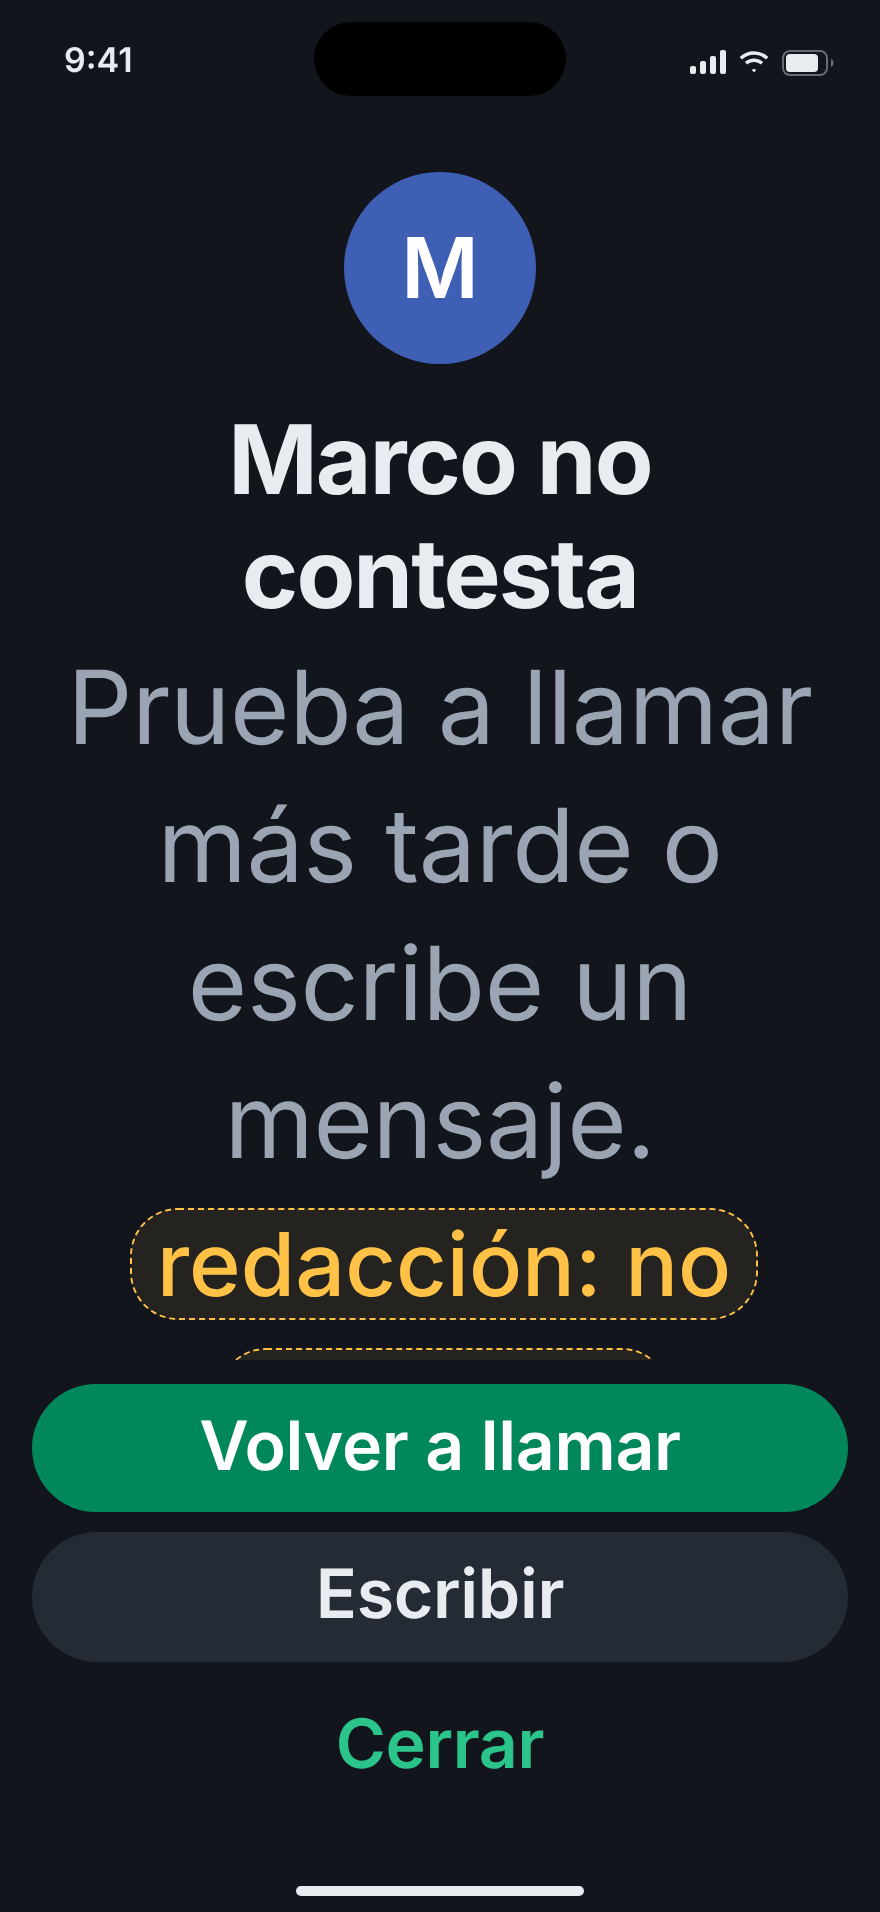 9:41
M
Marco no
contesta
Prueba a llamar
más tarde o
escribe un
mensaje.
redacción: no
Volver a llamar
Escribir
Cerrar